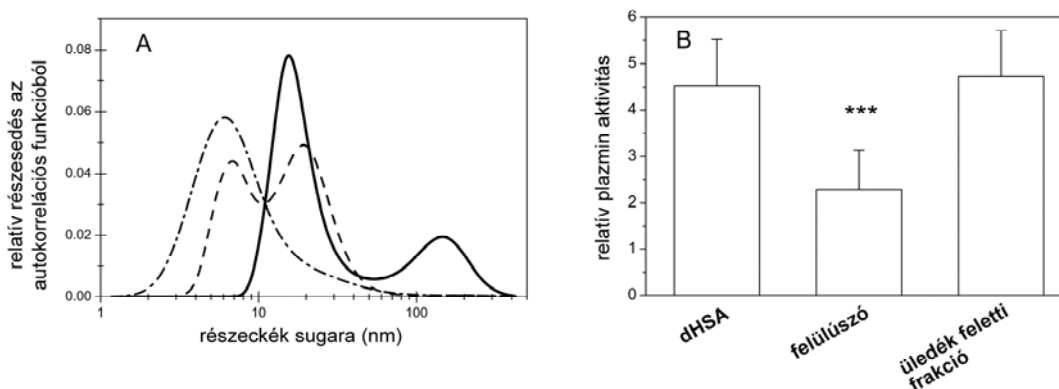 A
relatív részesedés az
autokorrelációs funkcióból
0.08
0.06
0.04
0.02
0.00
1
10
100
részeckék sugara (nm)
B
relatív plazmin aktivitás
6
5
4
3
2
1
0
***
dHSA
felülúszó
üledék feletti
frakció